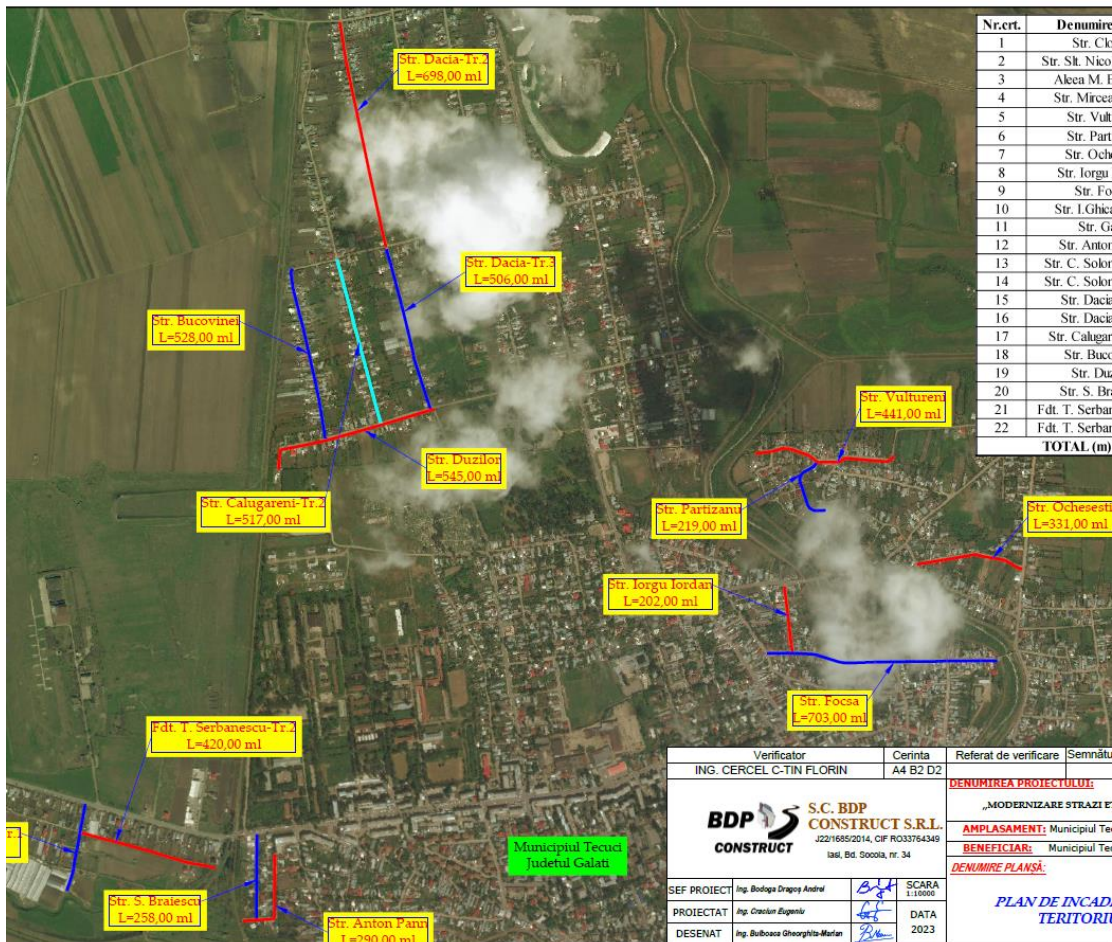 Str. Dacia-Tr.2
L=698,00 ml
Str. Dacia-Tr.3
L=506,00 ml
Str. Bucovinei
L=528,00 ml
Str. Vultureni
L=441,00 ml
Str. Duzilor
L=545,00 ml
Str. Calugareni-Tr.2
L=517,00 ml
Str. Partizanu
L=219,00 ml
Str. Ochesesti
L=331,00 ml
Str. Iorgu Iordan
L=202,00 ml
Str. Focsa
L=703,00 ml
Fdt. T. Serbanescu-Tr.2
L=420,00 ml
Str. S. Braiescu
L=258,00 ml
Str. Anton Pann
L=290,00 ml
Municipiul Tecuci
Judetul Galati
Nr.crt. Denumire
1 Str. Clo
2 Str. Slt. Nico
3 Aleea M. E
4 Str. Mircea
5 Str. Vult
6 Str. Part
7 Str. Oche
8 Str. Iorgu
9 Str. Fo
10 Str. I.Ghica
11 Str. Ga
12 Str. Anton
13 Str. C. Solon
14 Str. C. Solon
15 Str. Dacia
16 Str. Dacia
17 Str. Calugar
18 Str. Buco
19 Str. Duz
20 Str. S. Bra
21 Fdt. T. Serban
22 Fdt. T. Serban
TOTAL (m)
Verificator Cerinta Referat de verificare Semnătu
ING. CERCEL C-TIN FLORIN A4 B2 D2
BDP CONSTRUCT
S.C. BDP
CONSTRUCT S.R.L.
J22/1685/2014, CIF RO33764349
Iasi, Bd. Socola, nr. 34
DENUMIREA PROIECTULUI:
„MODERNIZARE STRAZI ET
AMPLASAMENT: Municipiul Tec
BENEFICIAR: Municipiul Tec
DENUMIRE PLANŞĂ:
PLAN DE INCAD
TERITORI
SEF PROIECT Ing. Bodoga Dragoş Andrei SCARA 1:10000
PROIECTAT Ing. Craciun Eugeniu DATA
DESENAT Ing. Bulboaca Gheorghita-Marian 2023